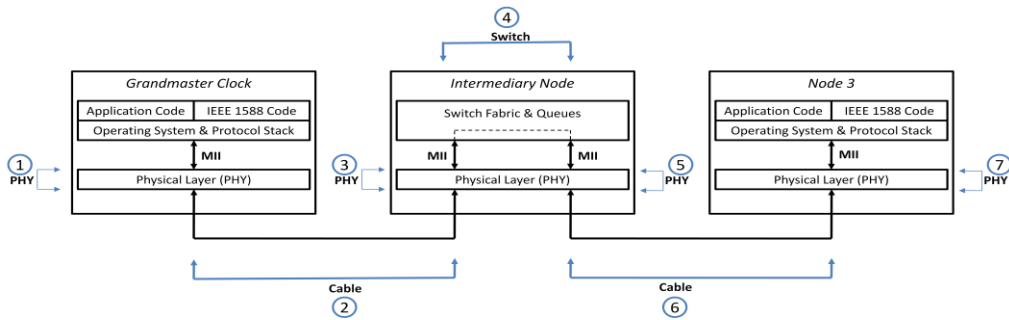 4
Switch
Grandmaster Clock
Intermediary Node
Node 3
Application Code
IEEE 1588 Code
Switch Fabric & Queues
Application Code
IEEE 1588 Code
Operating System & Protocol Stack
Operating System & Protocol Stack
MII
MII
MII
MII
1
PHY
Physical Layer (PHY)
3
PHY
Physical Layer (PHY)
5
PHY
Physical Layer (PHY)
7
PHY
Cable
2
Cable
6